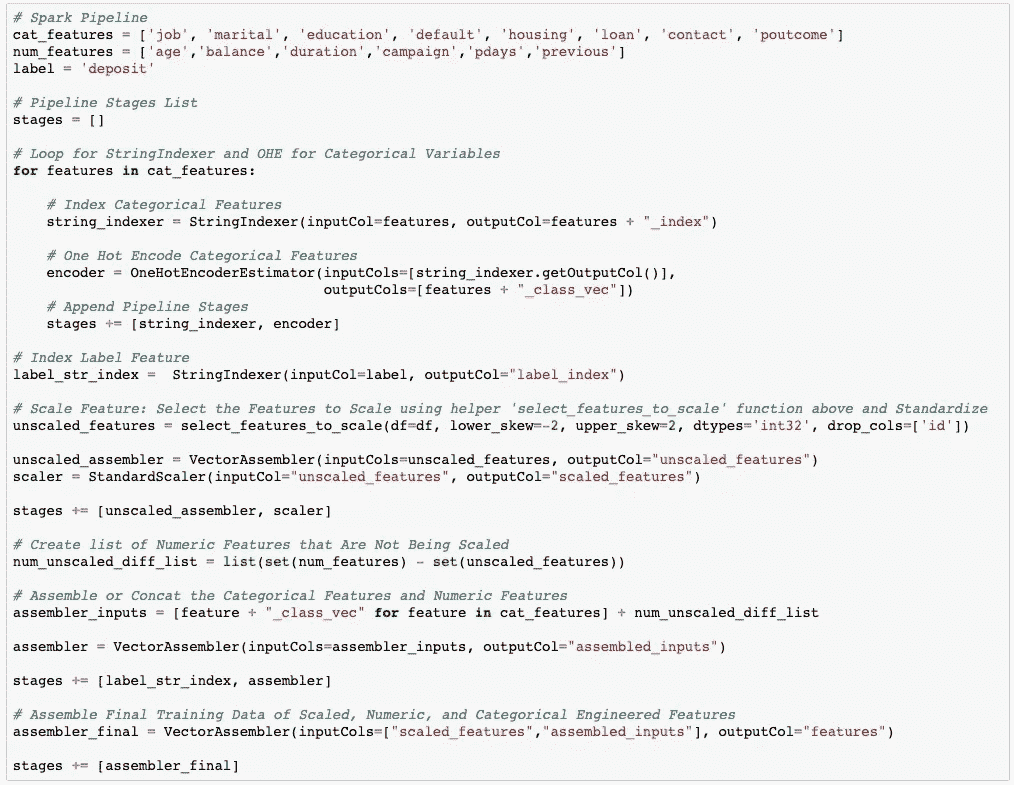 # Spark Pipeline
cat_features = ['job', 'marital', 'education', 'default', 'housing', 'loan', 'contact', 'poutcome']
num_features = ['age','balance','duration','campaign','pdays','previous']
label = 'deposit'
# Pipeline Stages List
stages = []
# Loop for StringIndexer and OHE for Categorical Variables
for features in cat_features:
# Index Categorical Features
string_indexer = StringIndexer(inputCol=features, outputCol=features + "_index")
# One Hot Encode Categorical Features
encoder = OneHotEncoderEstimator(inputCols=[string_indexer.getOutputCol()],
outputCols=[features + "_class_vec"])
# Append Pipeline Stages
stages += [string_indexer, encoder]
# Index Label Feature
label_str_index =  StringIndexer(inputCol=label, outputCol="label_index")
# Scale Feature: Select the Features to Scale using helper 'select_features_to_scale' function above and Standardize
unscaled_features = select_features_to_scale(df=df, lower_skew=-2, upper_skew=2, dtypes='int32', drop_cols=['id'])
unscaled_assembler = VectorAssembler(inputCols=unscaled_features, outputCol="unscaled_features")
scaler = StandardScaler(inputCol="unscaled_features", outputCol="scaled_features")
stages += [unscaled_assembler, scaler]
# Create list of Numeric Features that Are Not Being Scaled
num_unscaled_diff_list = list(set(num_features) - set(unscaled_features))
# Assemble or Concat the Categorical Features and Numeric Features
assembler_inputs = [feature + "_class_vec" for feature in cat_features] + num_unscaled_diff_list
assembler = VectorAssembler(inputCols=assembler_inputs, outputCol="assembled_inputs")
stages += [label_str_index, assembler]
# Assemble Final Training Data of Scaled, Numeric, and Categorical Engineered Features
assembler_final = VectorAssembler(inputCols=["scaled_features","assembled_inputs"], outputCol="features")
stages += [assembler_final]